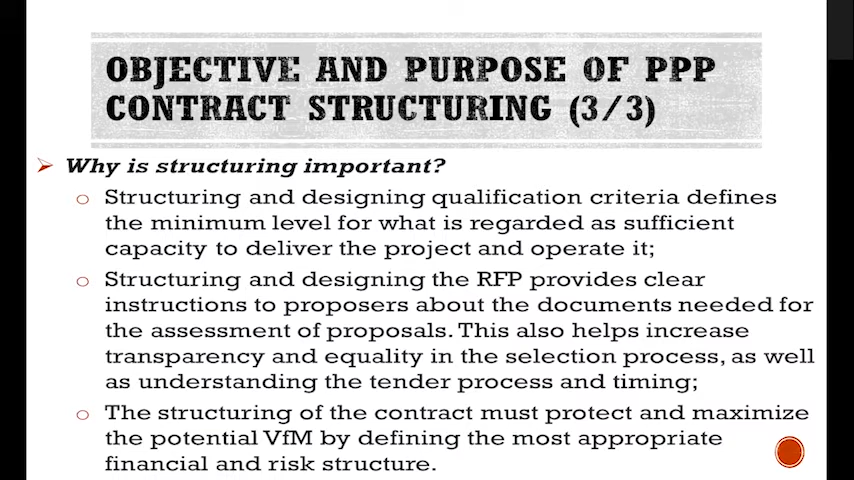 OBJECTIVE AND PURPOSE OF PPP
CONTRACT STRUCTURING (3/3)
Why is structuring important?
Structuring and designing qualification criteria defines
the minimum level for what is regarded as sufficient
capacity to deliver the project and operate it;
Structuring and designing the RFP provides clear
instructions to proposers about the documents needed for
the assessment of proposals. This also helps increase
transparency and equality in the selection process, as well
as understanding the tender process and timing;
The structuring of the contract must protect and maximize
the potential VfM by defining the most appropriate
financial and risk structure.